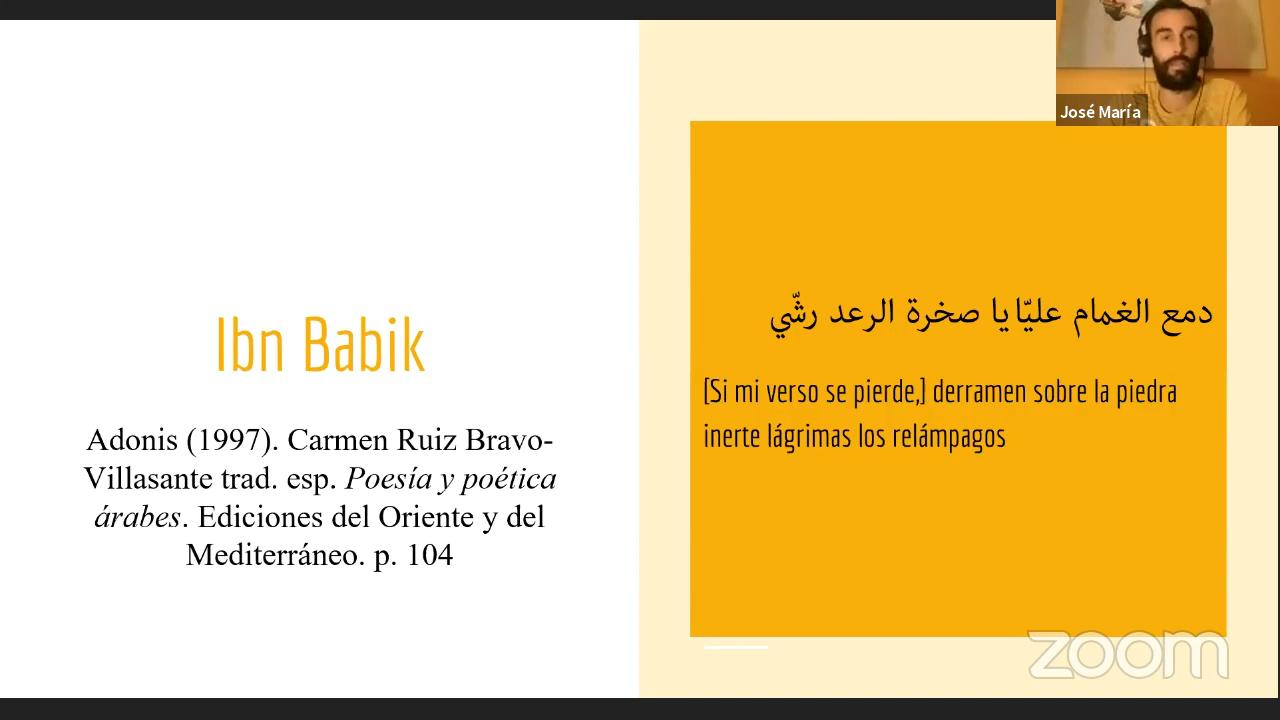 José María
Ibn Babik
Adonis (1997). Carmen Ruiz Bravo-
Villasante trad. esp. Poesía y poética
árabes. Ediciones del Oriente y del
Mediterráneo. p. 104
دمع الغمام عليّا يا صخرة الرعد رشّي
[Si mi verso se pierde,] derramen sobre la piedra
inerte lágrimas los relámpagos
zoom